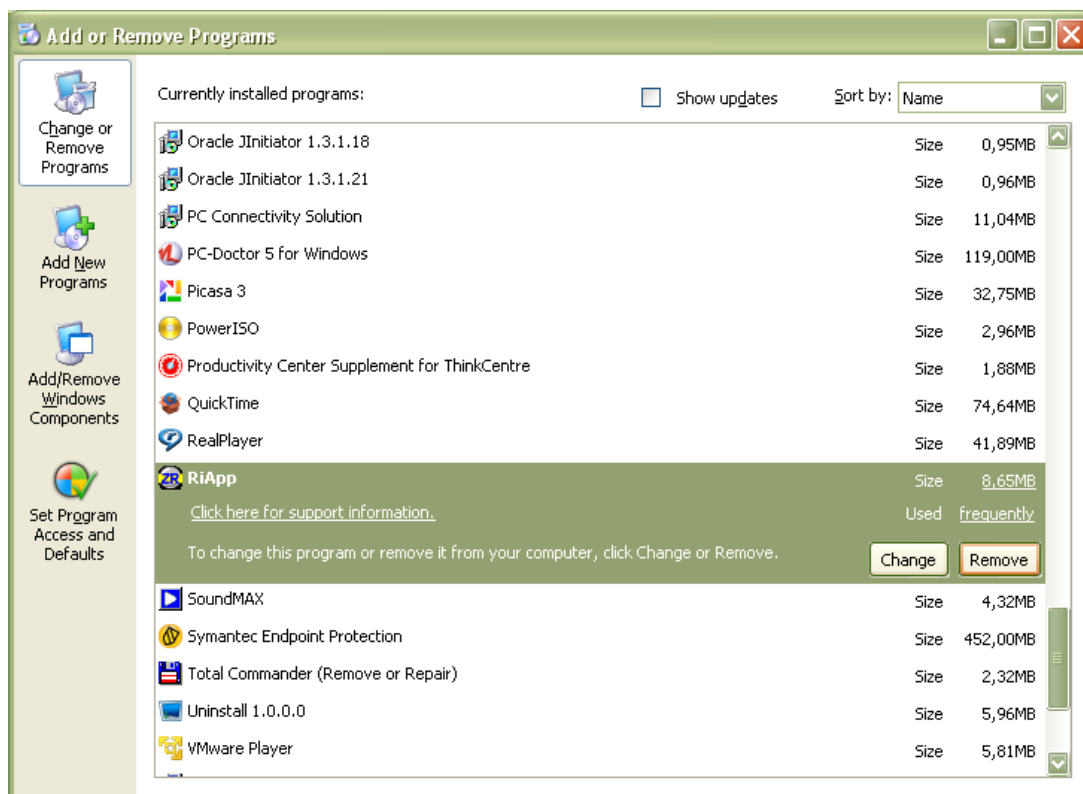 Add or Remove Programs
Change or
Remove
Programs
Add New
Programs
Add/Remove
Windows
Components
Set Program
Access and
Defaults
Currently installed programs: Show updates Sort by: Name
Oracle JInitiator 1.3.1.18 Size 0,95MB
Oracle JInitiator 1.3.1.21 Size 0,96MB
PC Connectivity Solution Size 11,04MB
PC-Doctor 5 for Windows Size 119,00MB
Picasa 3 Size 32,75MB
PowerISO Size 2,96MB
Productivity Center Supplement for ThinkCentre Size 1,88MB
QuickTime Size 74,64MB
RealPlayer Size 41,89MB
ZR RiApp Size 8,65MB
Click here for support information. Used frequently
To change this program or remove it from your computer, click Change or Remove. Change Remove
SoundMAX Size 4,32MB
Symantec Endpoint Protection Size 452,00MB
Total Commander (Remove or Repair) Size 2,32MB
Uninstall 1.0.0.0 Size 5,96MB
VMware Player Size 5,81MB